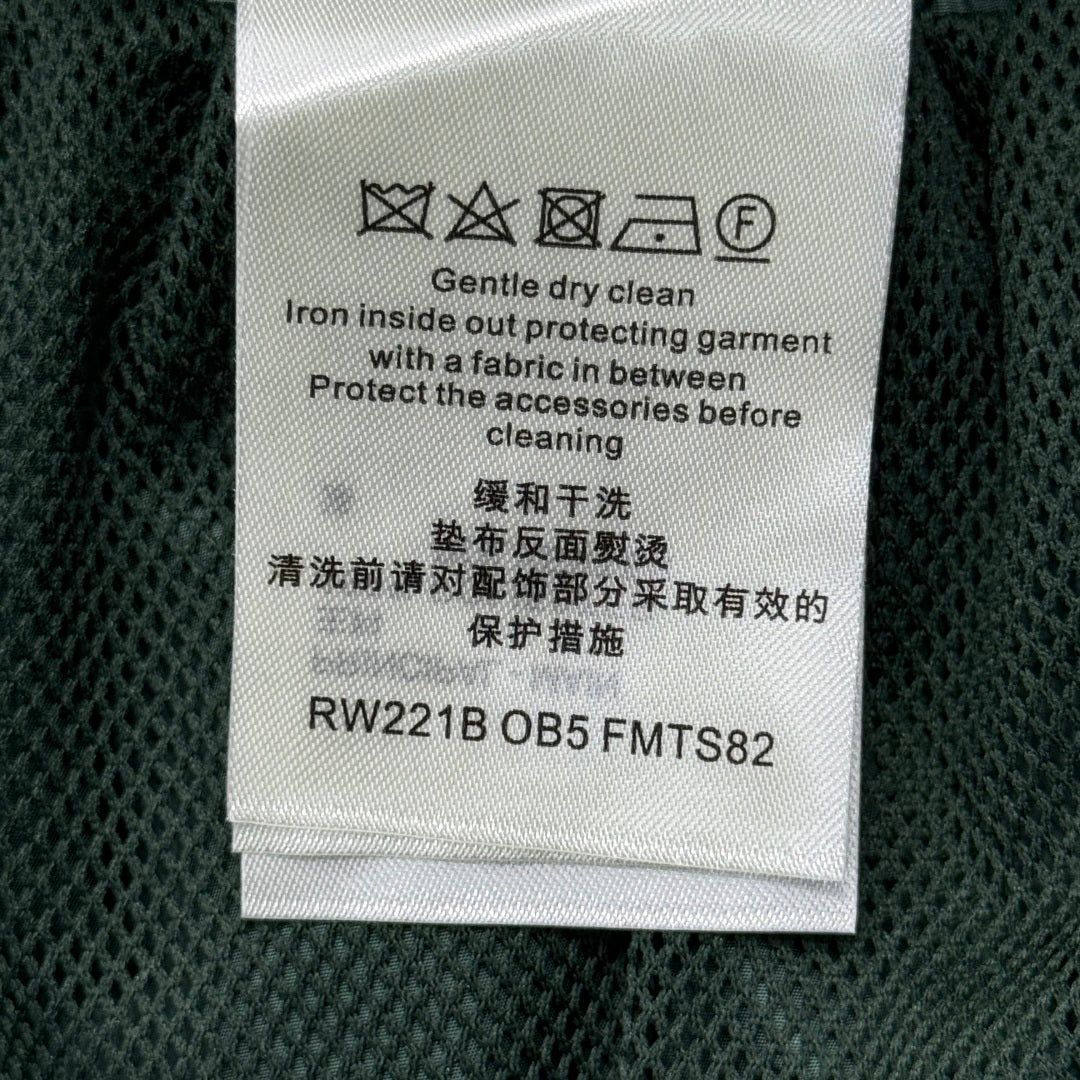 F
Gentle dry clean
Iron inside out protecting garment
with a fabric in between
Protect the accessories before
cleaning
缓和干洗
垫布反面熨烫
清洗前请对配饰部分采取有效的
保护措施
RW221B OB5 FMTS82